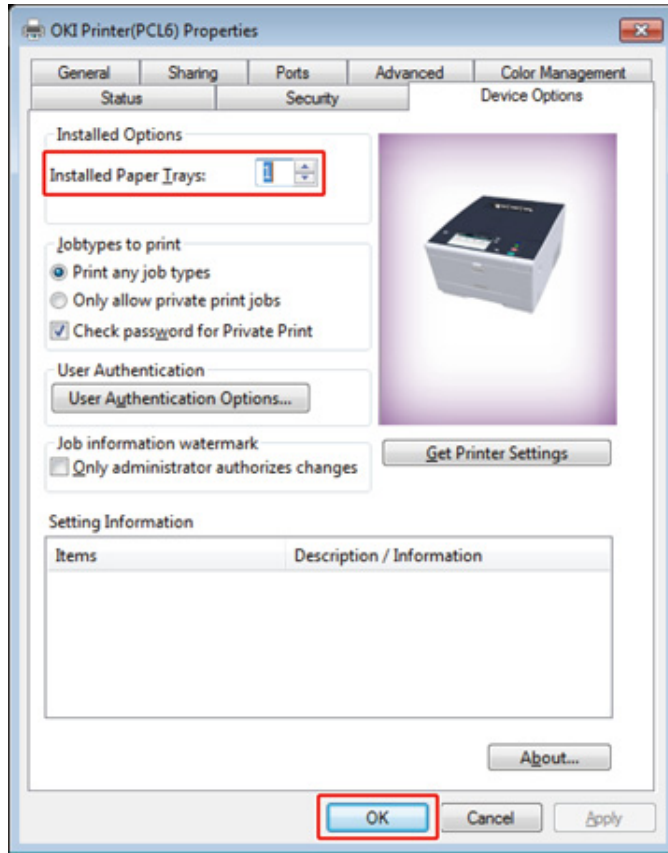 OKI Printer(PCL6) Properties
General Sharing Ports Advanced Color Management
Status Security Device Options
Installed Options
Installed Paper Trays: 1
Jobtypes to print
Print any job types
Only allow private print jobs
Check password for Private Print
User Authentication
User Authentication Options...
Job information watermark
Only administrator authorizes changes
Get Printer Settings
Setting Information
Items Description / Information
About...
OK Cancel Apply